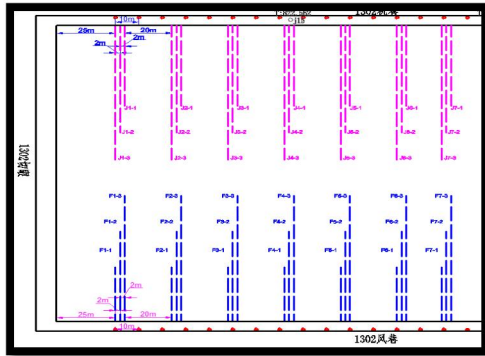 1302机巷
j15
10m
25m 20m
2m
2m
J1-1 J2-1 J3-1 J4-1 J5-1 J6-1 J7-1
J1-2 J2-2 J3-2 J4-2 J5-2 J6-2 J7-2
J1-3 J2-3 J3-3 J4-3 J5-3 J6-3 J7-3
F1-3 F2-3 F3-3 F4-3 F5-3 F6-3 F7-3
F1-2 F2-2 F3-2 F4-2 F5-2 F6-2 F7-2
F1-1 F2-1 F3-1 F4-1 F5-1 F6-1 F7-1
2m
2m
25m 20m
10m
1302风巷